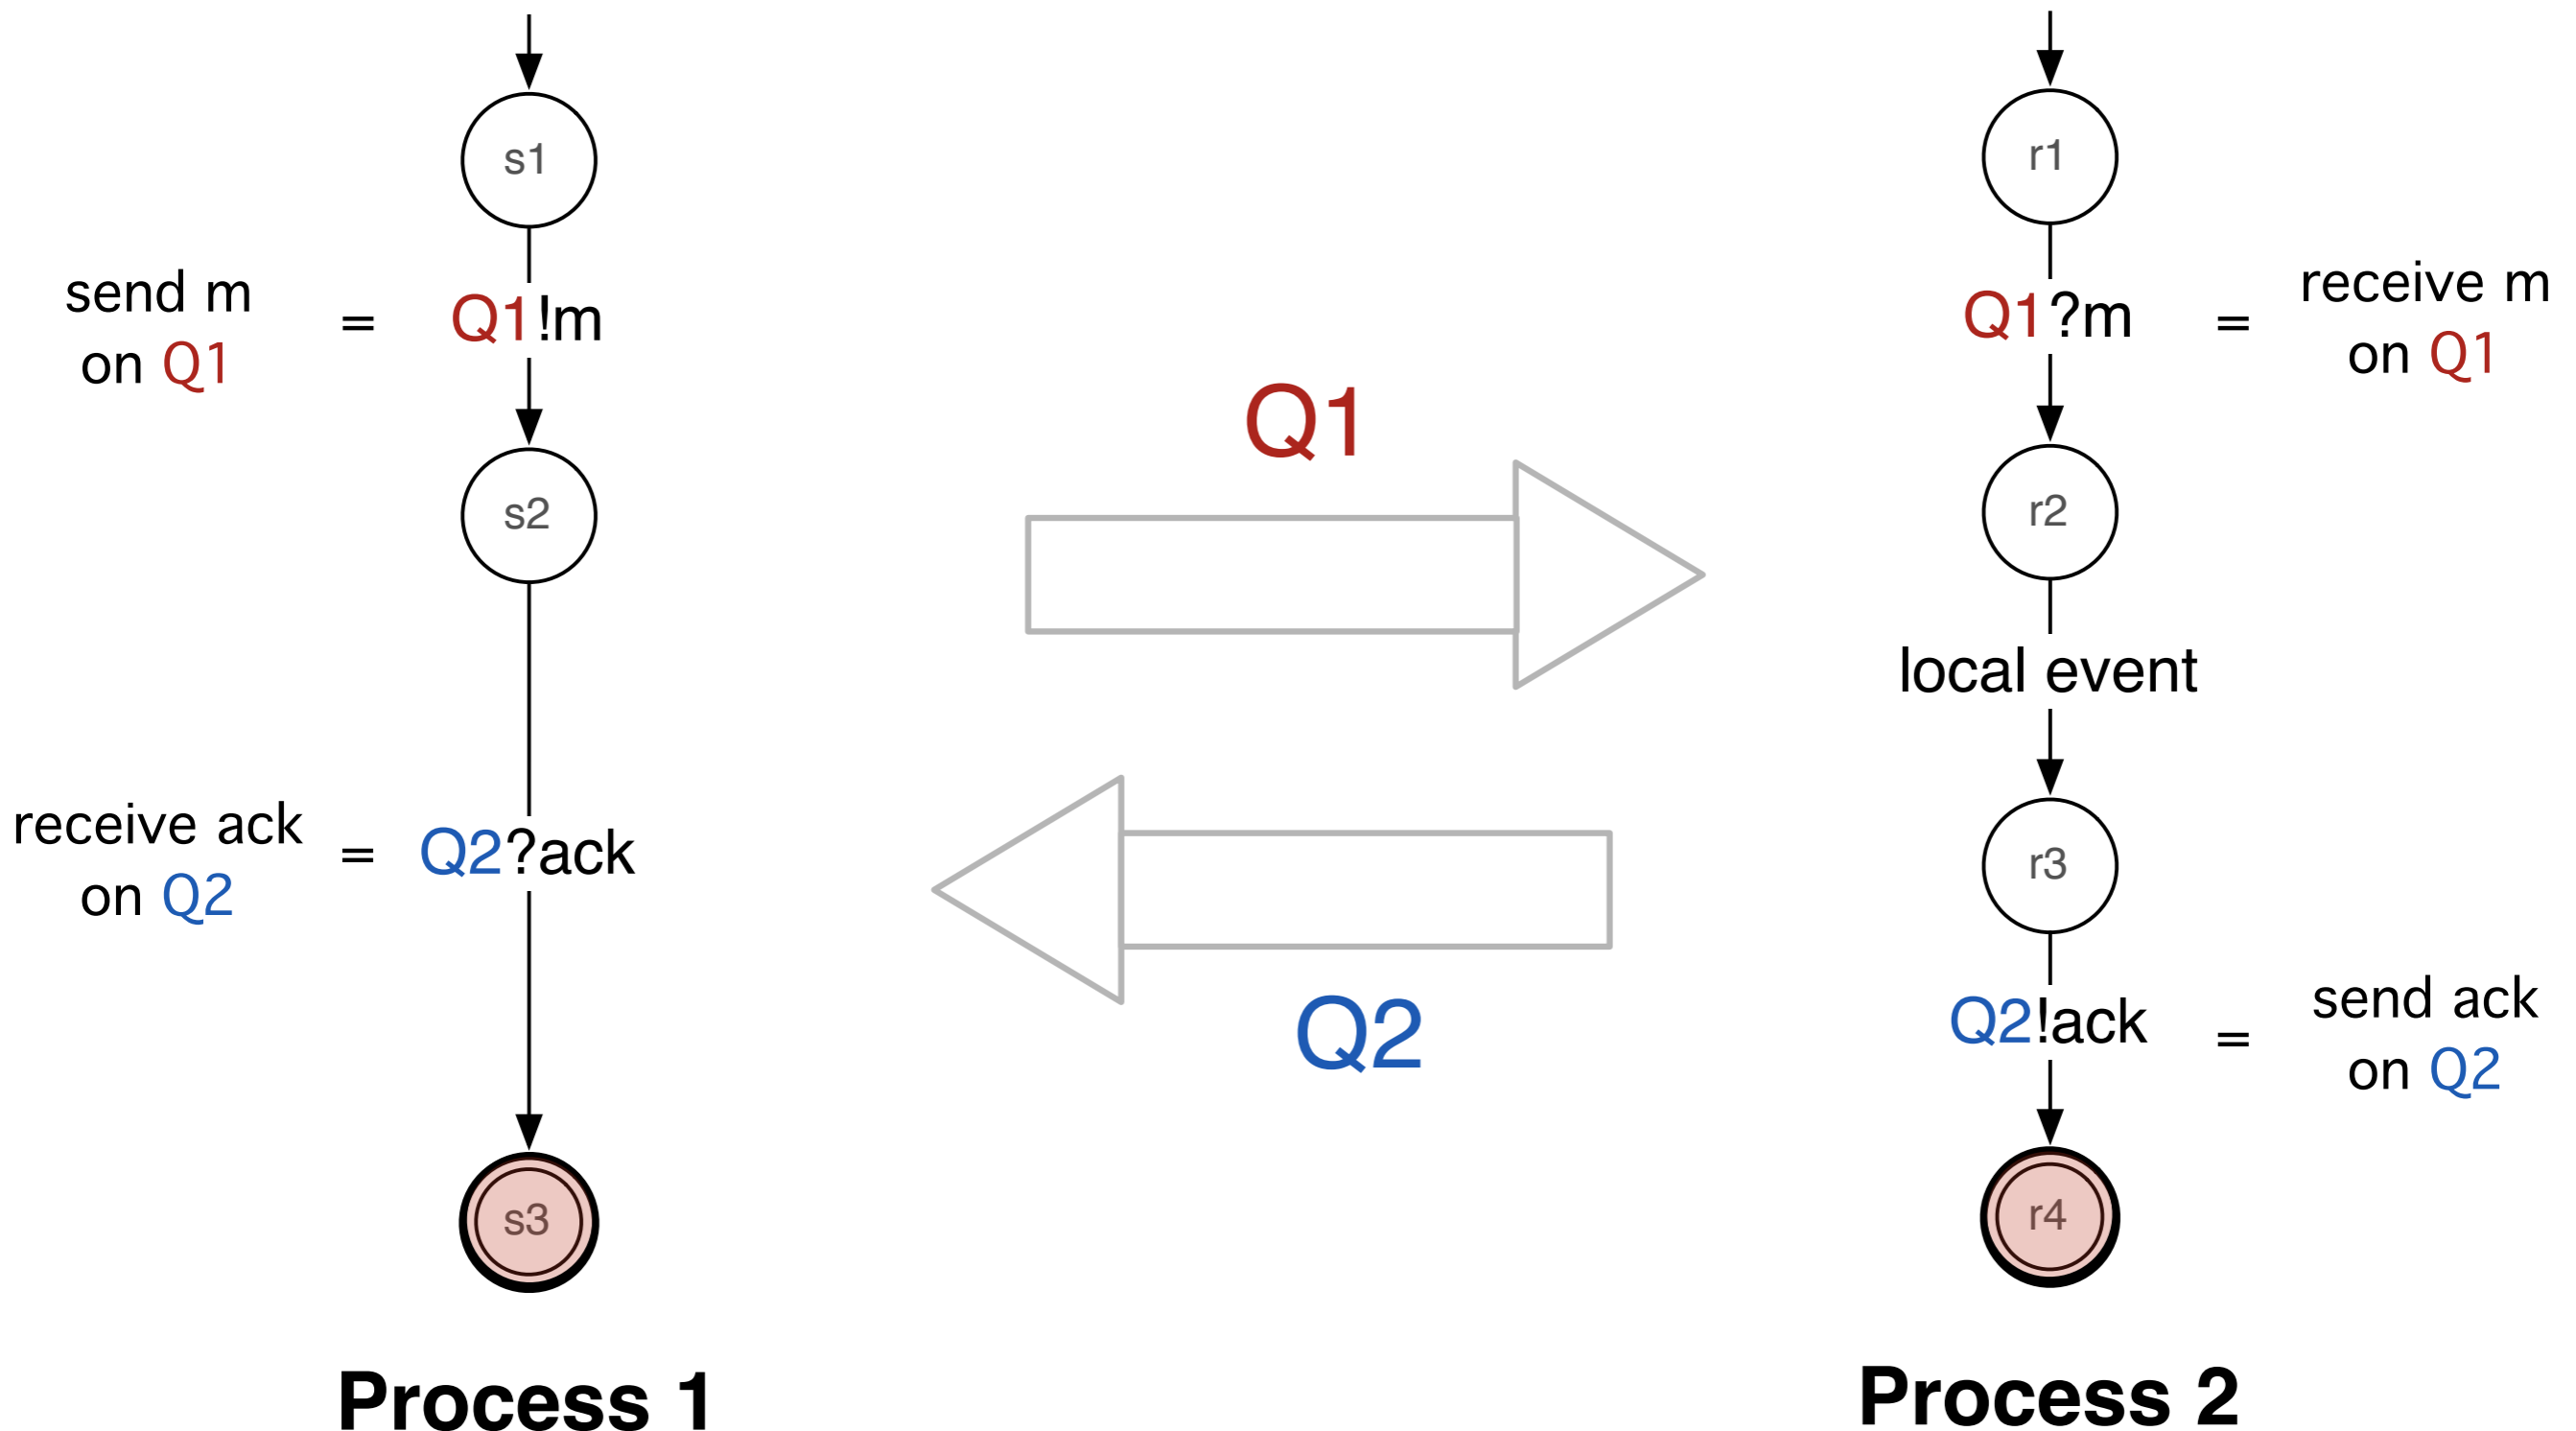 s1
send m
on Q1
=
Q1!m
s2
receive ack
on Q2
=
Q2?ack
s3
Process 1
Q1
Q2
r1
Q1?m
=
receive m
on Q1
r2
local event
r3
Q2!ack
=
send ack
on Q2
r4
Process 2